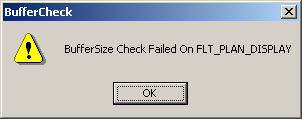 BufferCheck
BufferSize Check Failed On FLT_PLAN_DISPLAY
OK